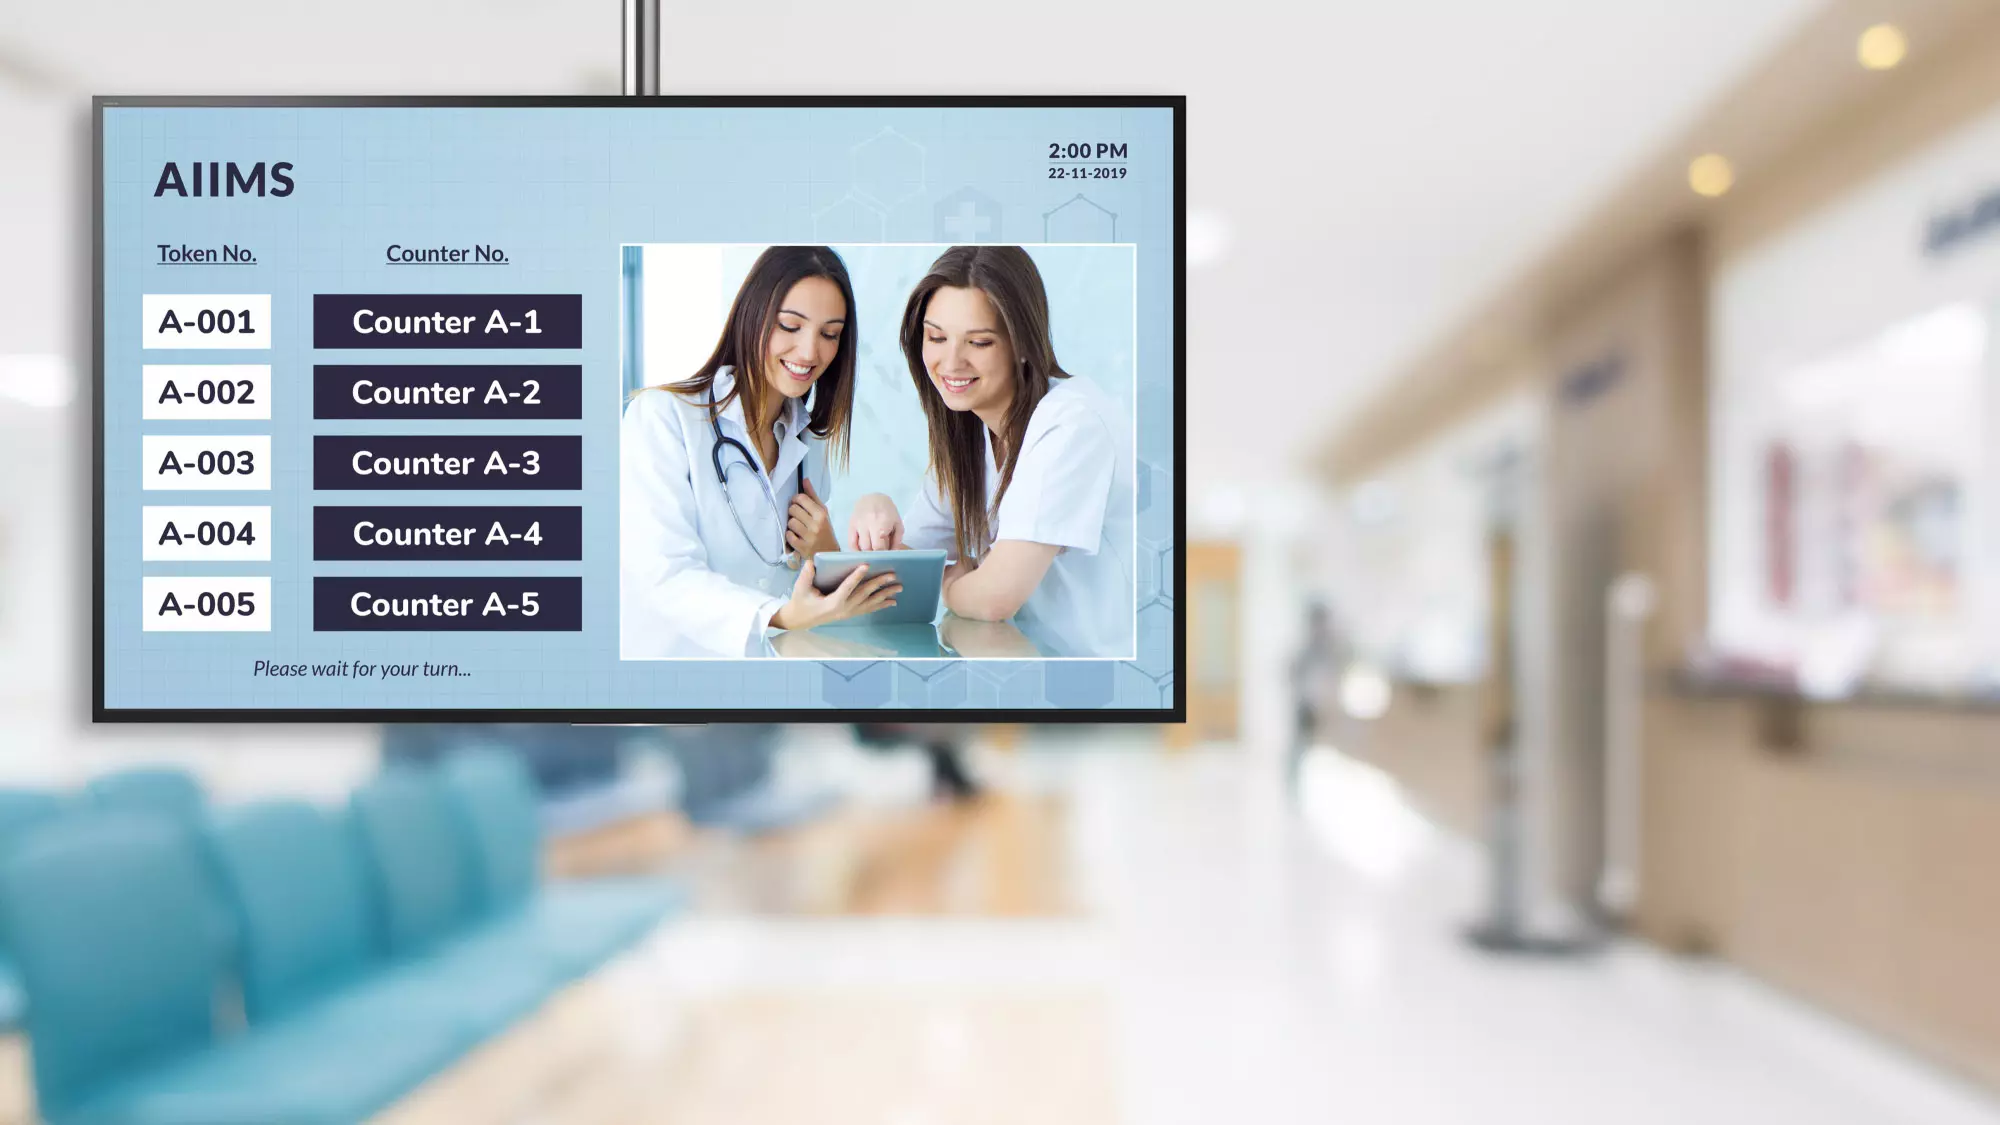 AIIMS
2:00 PM
22-11-2019
Token No. Counter No.
A-001 Counter A-1
A-002 Counter A-2
A-003 Counter A-3
A-004 Counter A-4
A-005 Counter A-5
Please wait for your turn...